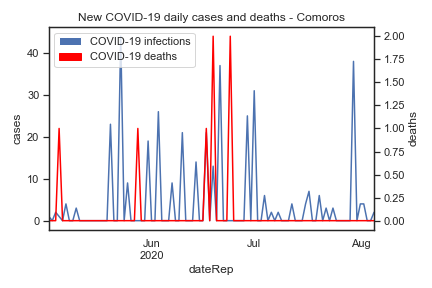 New COVID-19 daily cases and deaths - Comoros
COVID-19 infections
COVID-19 deaths
40
30
20
10
0
cases
2.00
1.75
1.50
1.25
1.00
0.75
0.50
0.25
0.00
deaths
Jun
2020
Jul
Aug
dateRep